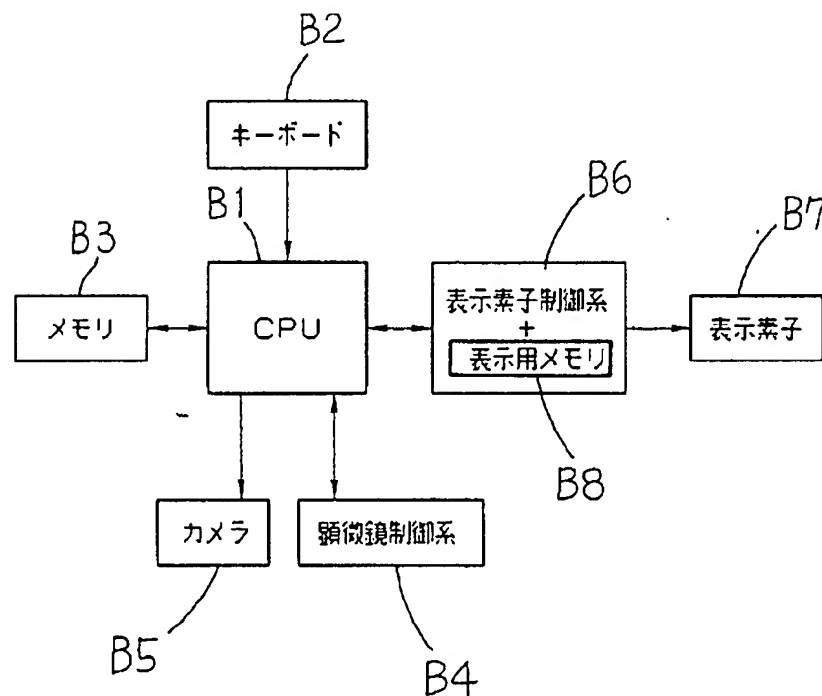 B2
キーボード
B1
B6
B7
B3
メモリ
CPU
表示素子制御系
+
表示用メモリ
表示素子
B8
カメラ
顕微鏡制御系
B5
B4